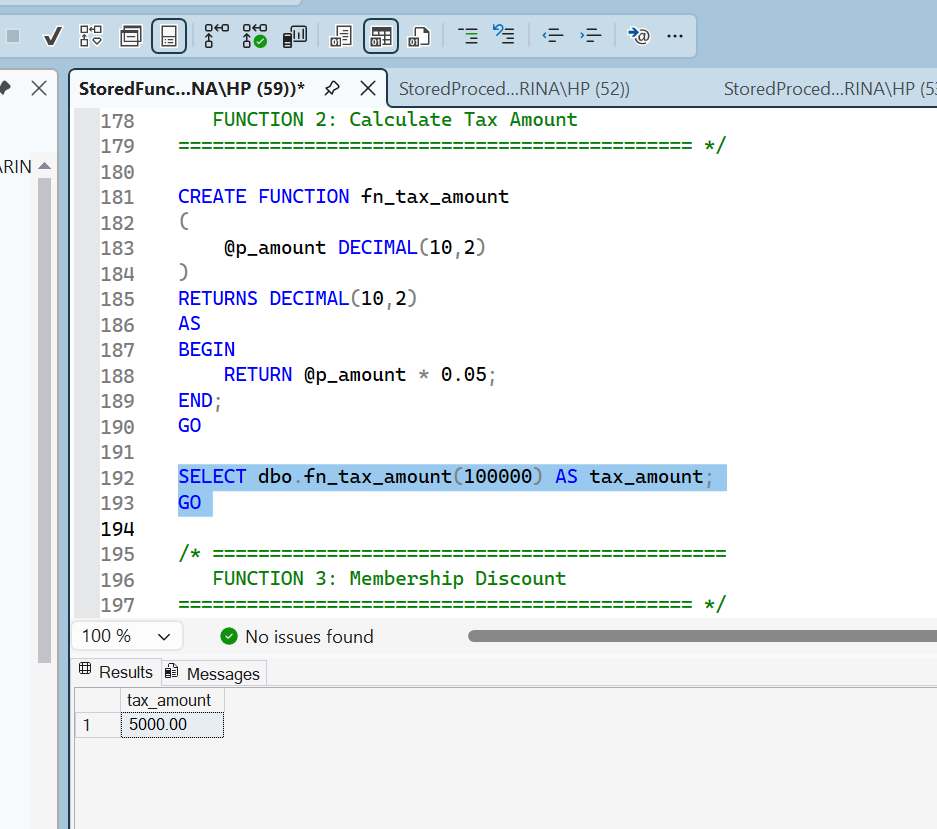 StoredFunc...NA\HP (59))*
StoredProced...RINA\HP (52))
StoredProced...RINA\HP (53
ARIN
178 FUNCTION 2: Calculate Tax Amount
179 ============================================= */
180
181 CREATE FUNCTION fn_tax_amount
182 (
183 @p_amount DECIMAL(10,2)
184 )
185 RETURNS DECIMAL(10,2)
186 AS
187 BEGIN
188 RETURN @p_amount * 0.05;
189 END;
190 GO
191
192 SELECT dbo.fn_tax_amount(100000) AS tax_amount;
193 GO
194
195 /* =============================================
196 FUNCTION 3: Membership Discount
197 ============================================= */
100 %
No issues found
Results
Messages
tax_amount
1 5000.00